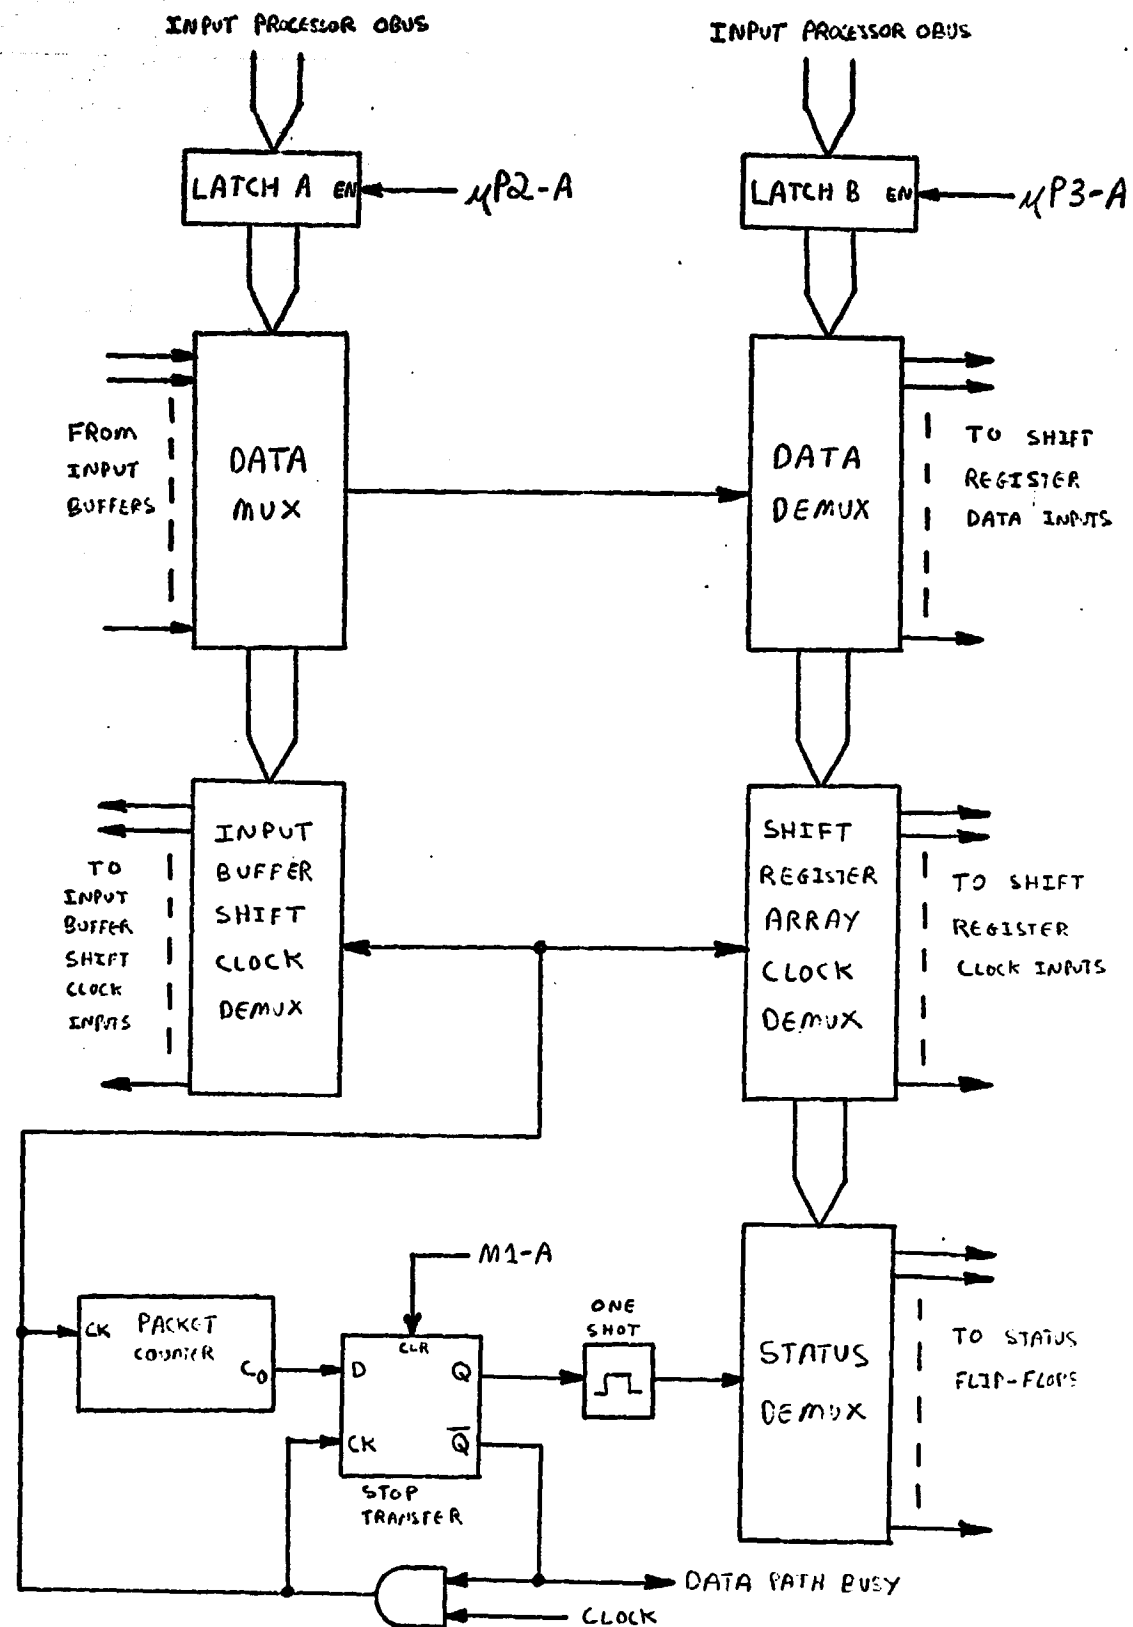 INPUT PROCESSOR OBUS
INPUT PROCESSOR OBUS
LATCH A EN
μP2-A
LATCH B EN
μP3-A
FROM
INPUT
BUFFERS
DATA
MUX
DATA
DEMUX
TO SHIFT
REGISTER
DATA INPUTS
TO
INPUT
BUFFER
SHIFT
CLOCK
INPUTS
INPUT
BUFFER
SHIFT
CLOCK
DEMUX
SHIFT
REGISTER
ARRAY
CLOCK
DEMUX
TO SHIFT
REGISTER
CLOCK INPUTS
M1-A
CK PACKET
COUNTER
C0
CLR
D Q
CK Q̅
STOP
TRANSFER
ONE
SHOT
STATUS
DEMUX
TO STATUS
FLIP-FLOPS
DATA PATH BUSY
CLOCK